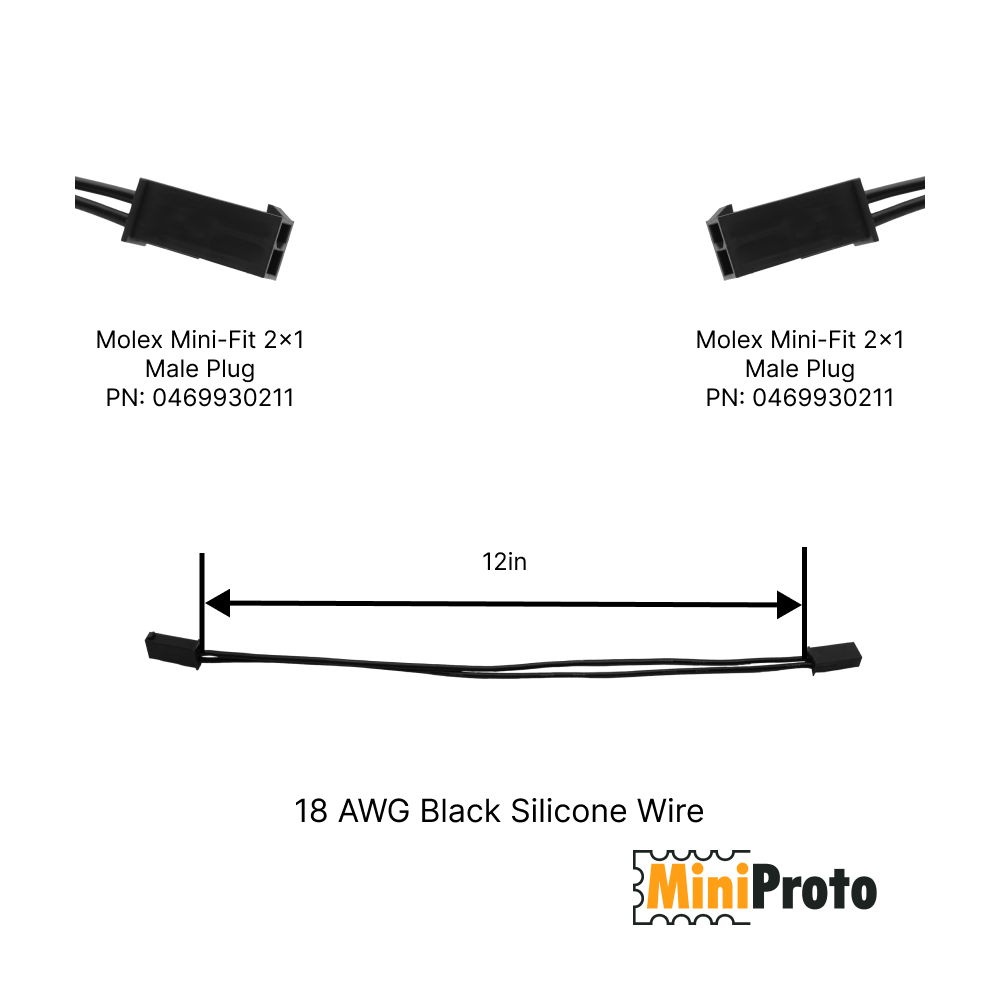 Molex Mini-Fit 2×1
Male Plug
PN: 0469930211
Molex Mini-Fit 2×1
Male Plug
PN: 0469930211
12in
18 AWG Black Silicone Wire
MiniProto